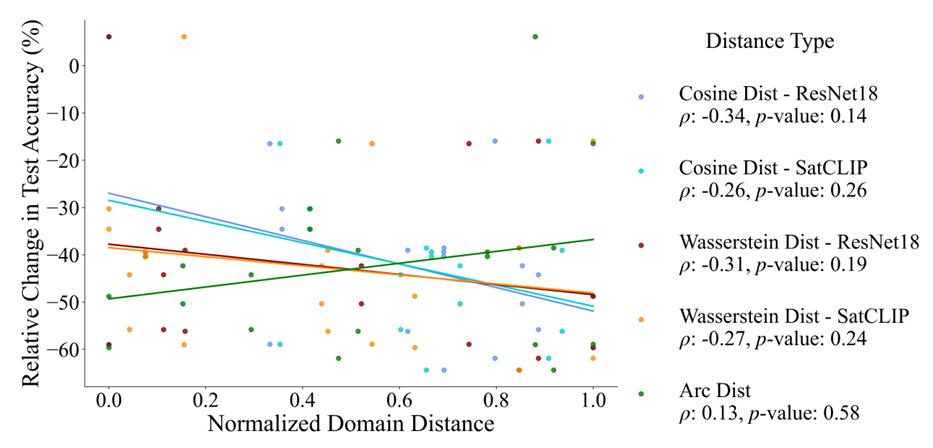 Relative Change in Test Accuracy (%)
0
−10
−20
−30
−40
−50
−60
0.0 0.2 0.4 0.6 0.8 1.0
Normalized Domain Distance
Distance Type
Cosine Dist - ResNet18
ρ: -0.34, p-value: 0.14
Cosine Dist - SatCLIP
ρ: -0.26, p-value: 0.26
Wasserstein Dist - ResNet18
ρ: -0.31, p-value: 0.19
Wasserstein Dist - SatCLIP
ρ: -0.27, p-value: 0.24
Arc Dist
ρ: 0.13, p-value: 0.58